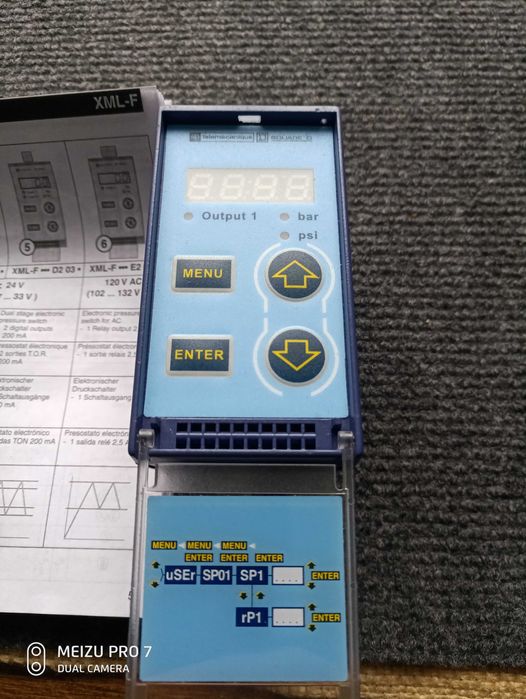 XML-F
5
6
XML-F ••• D2 03 • XML-F ••• E2
24 V
... 33 V )
120 V AC
(102 ... 132 V
Dual stage electronic
pressure switch
2 digital outputs
200 mA
Electronic pressure
switch for AC
- 1 Relay output 2,
Pressostat électronique
2 sorties T.O.R.
200 mA
Pressostat électronique
- 1 sortie relais 2,5
Elektronischer
Druckschalter
Schaltausgänge
mA
Elektronischer
Druckschalter
- 1 Schaltausgang
Presostato electrónico
- 1 salida relé 2,5 A
Telemecanique SQUARE D
88:88
Output 1
bar
psi
MENU
ENTER
MENU MENU MENU
ENTER ENTER ENTER
uSEr SP01 SP1 .... ENTER
rP1 .... ENTER
MEIZU PRO 7
DUAL CAMERA